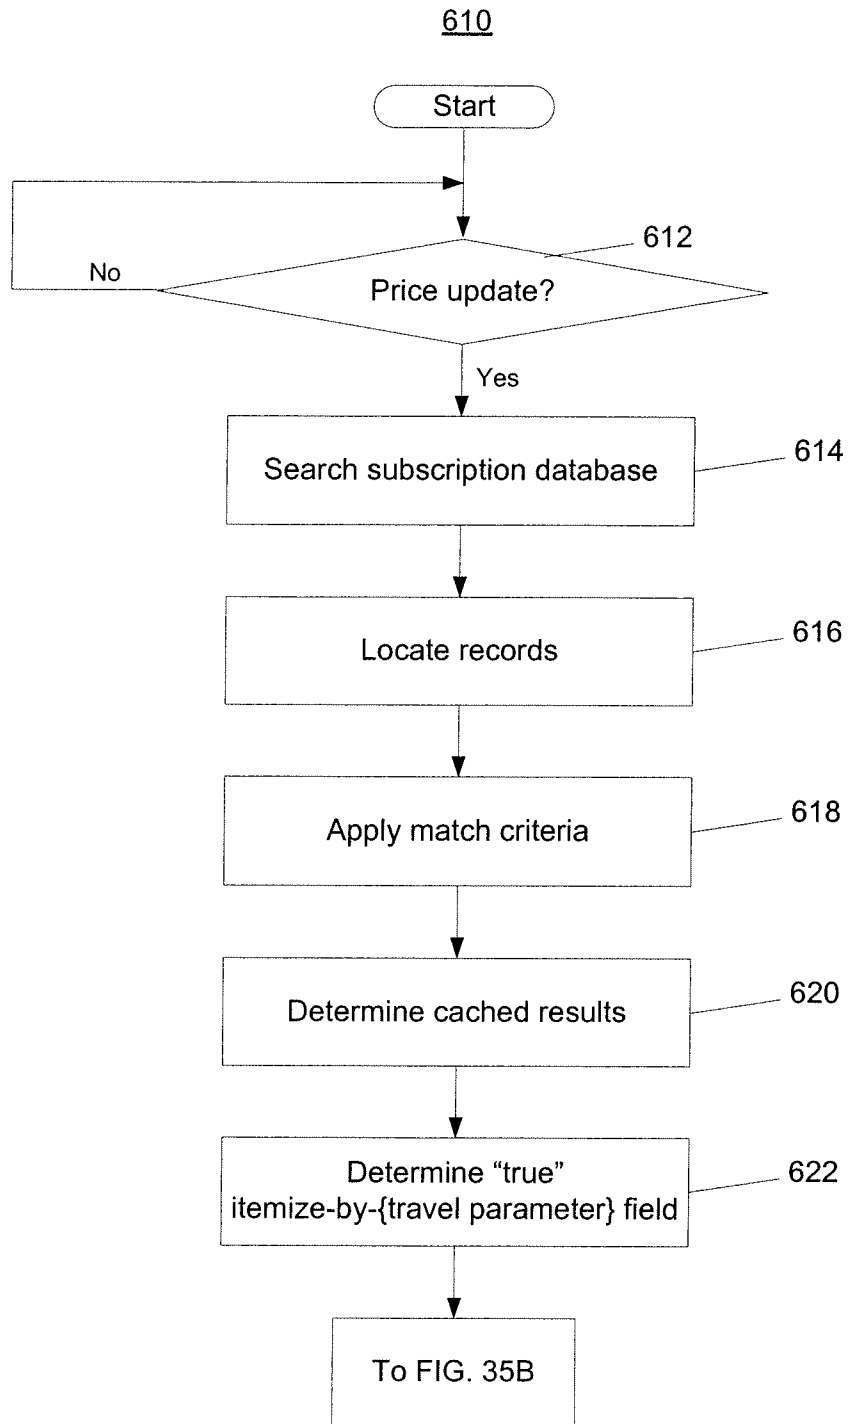 610
Start
612
No
Price update?
Yes
Search subscription database
614
Locate records
616
Apply match criteria
618
Determine cached results
620
Determine “true”
itemize-by-{travel parameter} field
622
To FIG. 35B